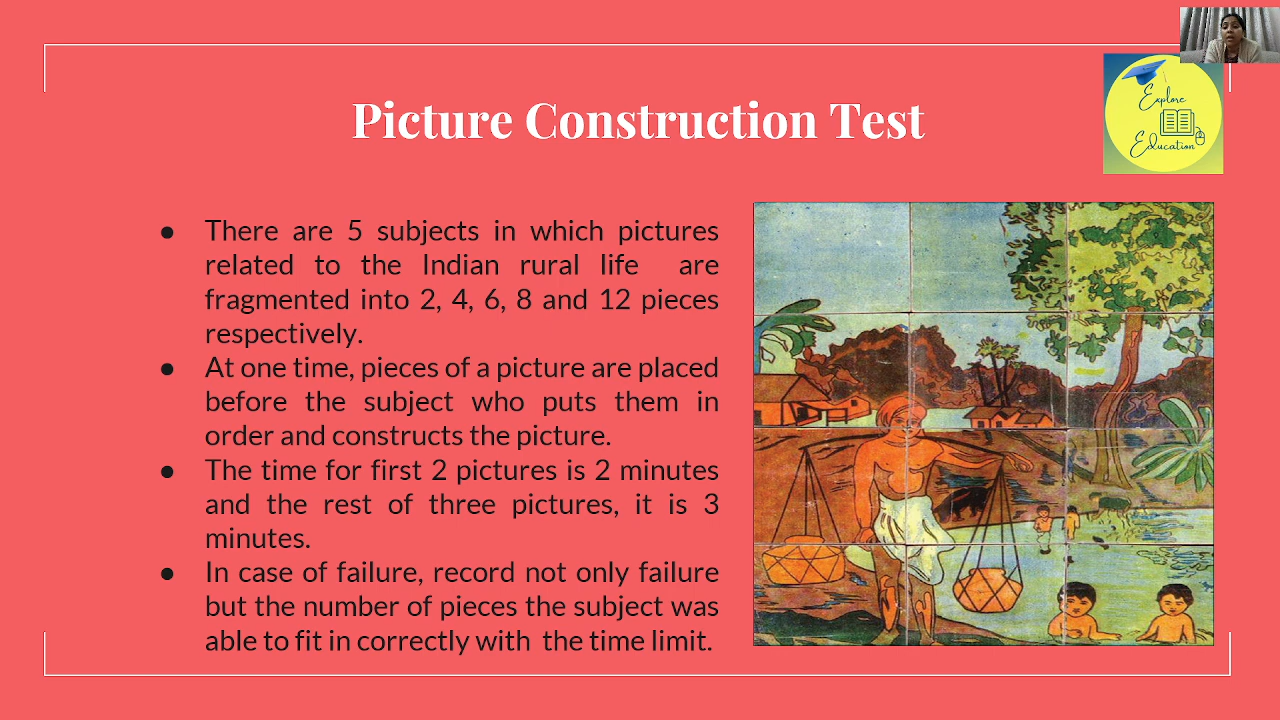 Picture Construction Test
Explore
Education
● There are 5 subjects in which pictures
related to the Indian rural life are
fragmented into 2, 4, 6, 8 and 12 pieces
respectively.
● At one time, pieces of a picture are placed
before the subject who puts them in
order and constructs the picture.
● The time for first 2 pictures is 2 minutes
and the rest of three pictures, it is 3
minutes.
● In case of failure, record not only failure
but the number of pieces the subject was
able to fit in correctly with the time limit.